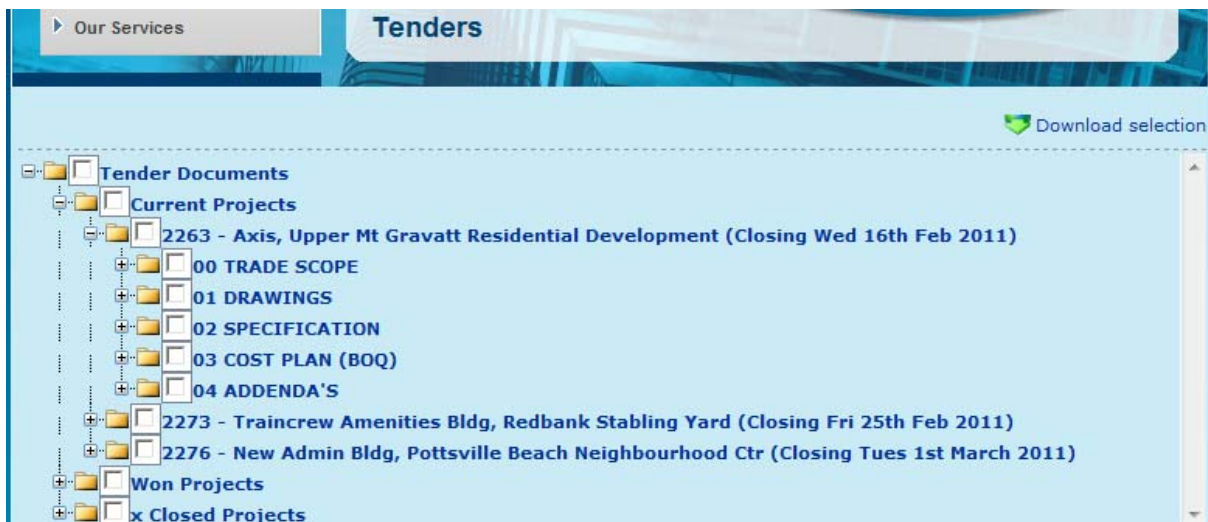 Our Services
Tenders
Download selection
Tender Documents
Current Projects
2263 - Axis, Upper Mt Gravatt Residential Development (Closing Wed 16th Feb 2011)
00 TRADE SCOPE
01 DRAWINGS
02 SPECIFICATION
03 COST PLAN (BOQ)
04 ADDENDA'S
2273 - Traincrew Amenities Bldg, Redbank Stabling Yard (Closing Fri 25th Feb 2011)
2276 - New Admin Bldg, Pottsville Beach Neighbourhood Ctr (Closing Tues 1st March 2011)
Won Projects
x Closed Projects